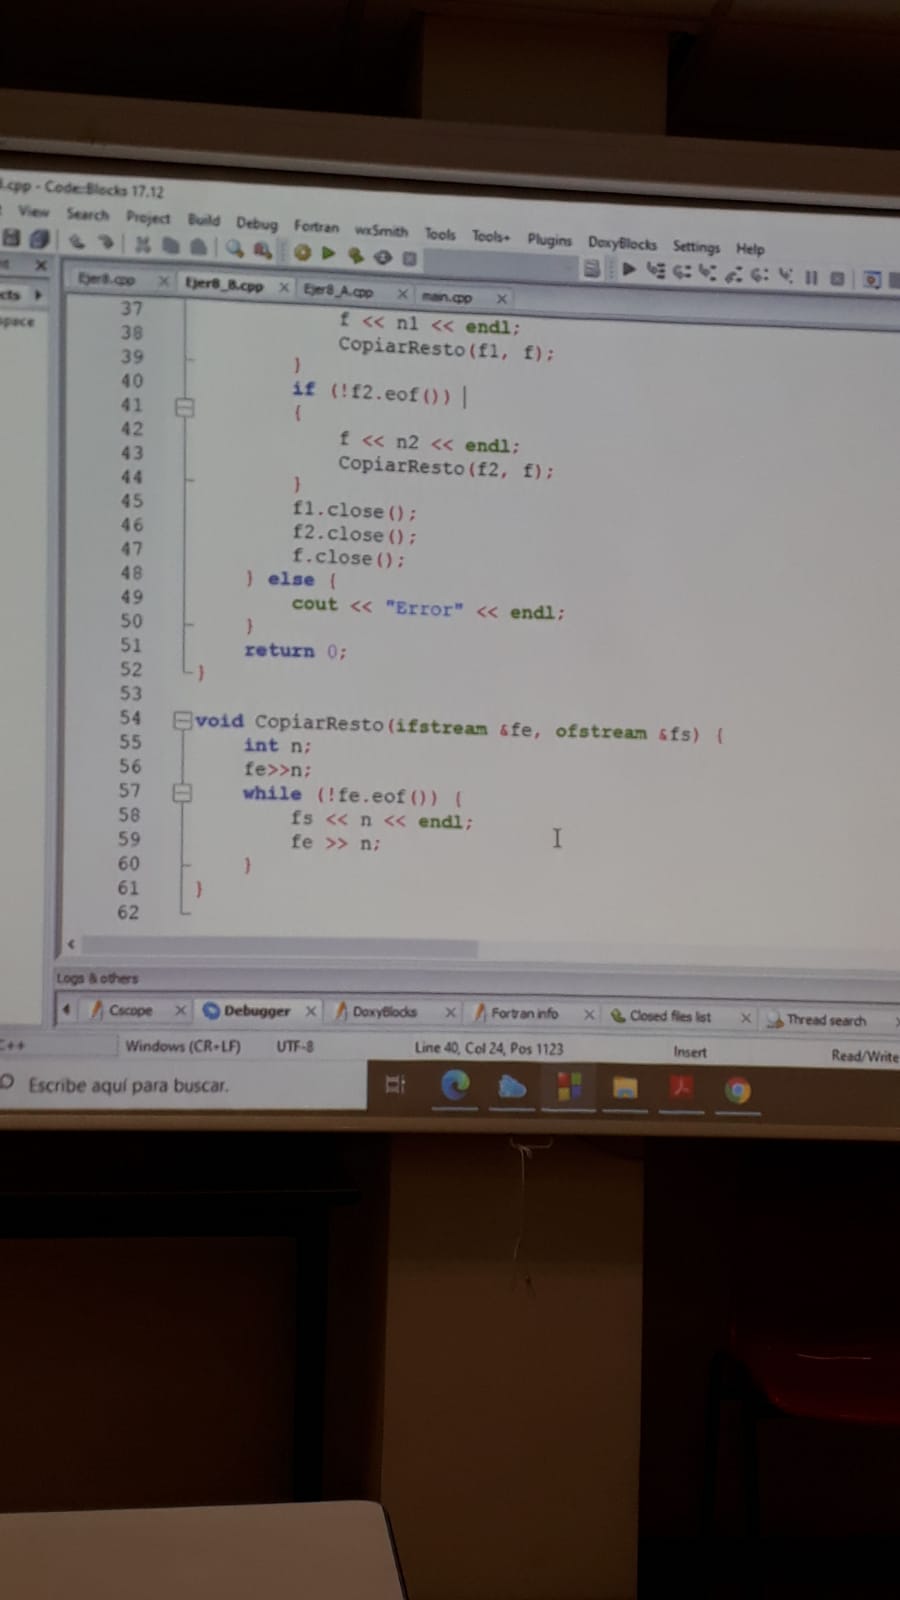 .cpp - Code::Blocks 17.12
View Search Project Build Debug Fortran wxSmith Tools Tools+ Plugins DoxyBlocks Settings Help
Ejer8.cpp Ejer8_B.cpp Ejer8_A.cpp main.cpp
37 f << n1 << endl;
38 CopiarResto(f1, f);
39 }
40 if (!f2.eof())
41 {
42 f << n2 << endl;
43 CopiarResto(f2, f);
44 }
45 f1.close();
46 f2.close();
47 f.close();
48 } else {
49 cout << "Error" << endl;
50 }
51 return 0;
52 }
53
54 void CopiarResto(ifstream &fe, ofstream &fs) {
55 int n;
56 fe>>n;
57 while (!fe.eof()) {
58 fs << n << endl;
59 fe >> n;
60 }
61 }
62
Logs & others
Cscope Debugger DoxyBlocks Fortran info Closed files list Thread search
C++ Windows (CR+LF) UTF-8 Line 40, Col 24, Pos 1123 Insert Read/Write
Escribe aquí para buscar.